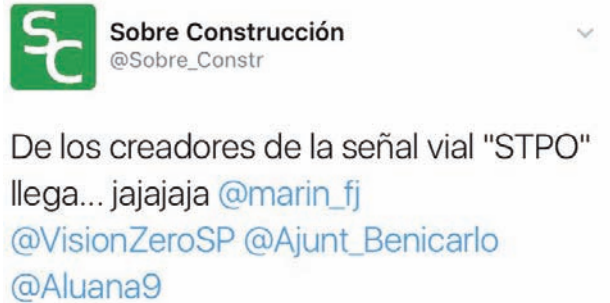 SC
Sobre Construcción
@Sobre_Constr
De los creadores de la señal vial "STPO"
llega... jajajaja @marin_fj
@VisionZeroSP @Ajunt_Benicarlo
@Aluana9